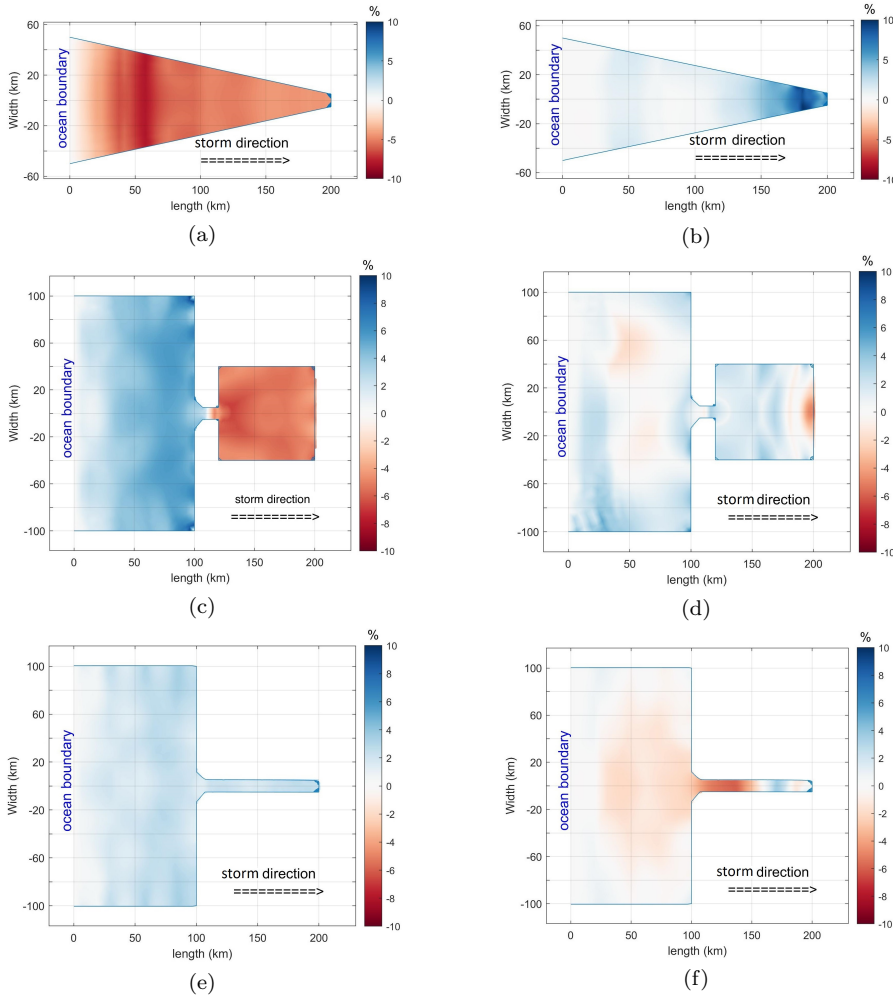 %
10
5
0
-5
-10
60
20
-20
-60
Width (km)
ocean boundary
storm direction
========>
0 50 100 150 200
length (km)
(a)
%
10
5
0
-5
-10
60
20
-20
-60
Width (km)
ocean boundary
storm direction
========>
0 50 100 150 200
length (km)
(b)
%
10
8
6
4
2
0
-2
-4
-6
-8
-10
100
60
20
-20
-60
-100
Width (km)
ocean boundary
storm direction
========>
0 50 100 150 200
length (km)
(c)
%
10
8
6
4
2
0
-2
-4
-6
-8
-10
100
60
20
-20
-60
-100
Width (km)
ocean boundary
storm direction
========>
0 50 100 150 200
length (km)
(d)
%
10
8
6
4
2
0
-2
-4
-6
-8
-10
100
60
20
-20
-60
-100
Width (km)
ocean boundary
storm direction
========>
0 50 100 150 200
length (km)
(e)
%
10
8
6
4
2
0
-2
-4
-6
-8
-10
100
60
20
-20
-60
-100
Width (km)
ocean boundary
storm direction
========>
0 50 100 150 200
length (km)
(f)